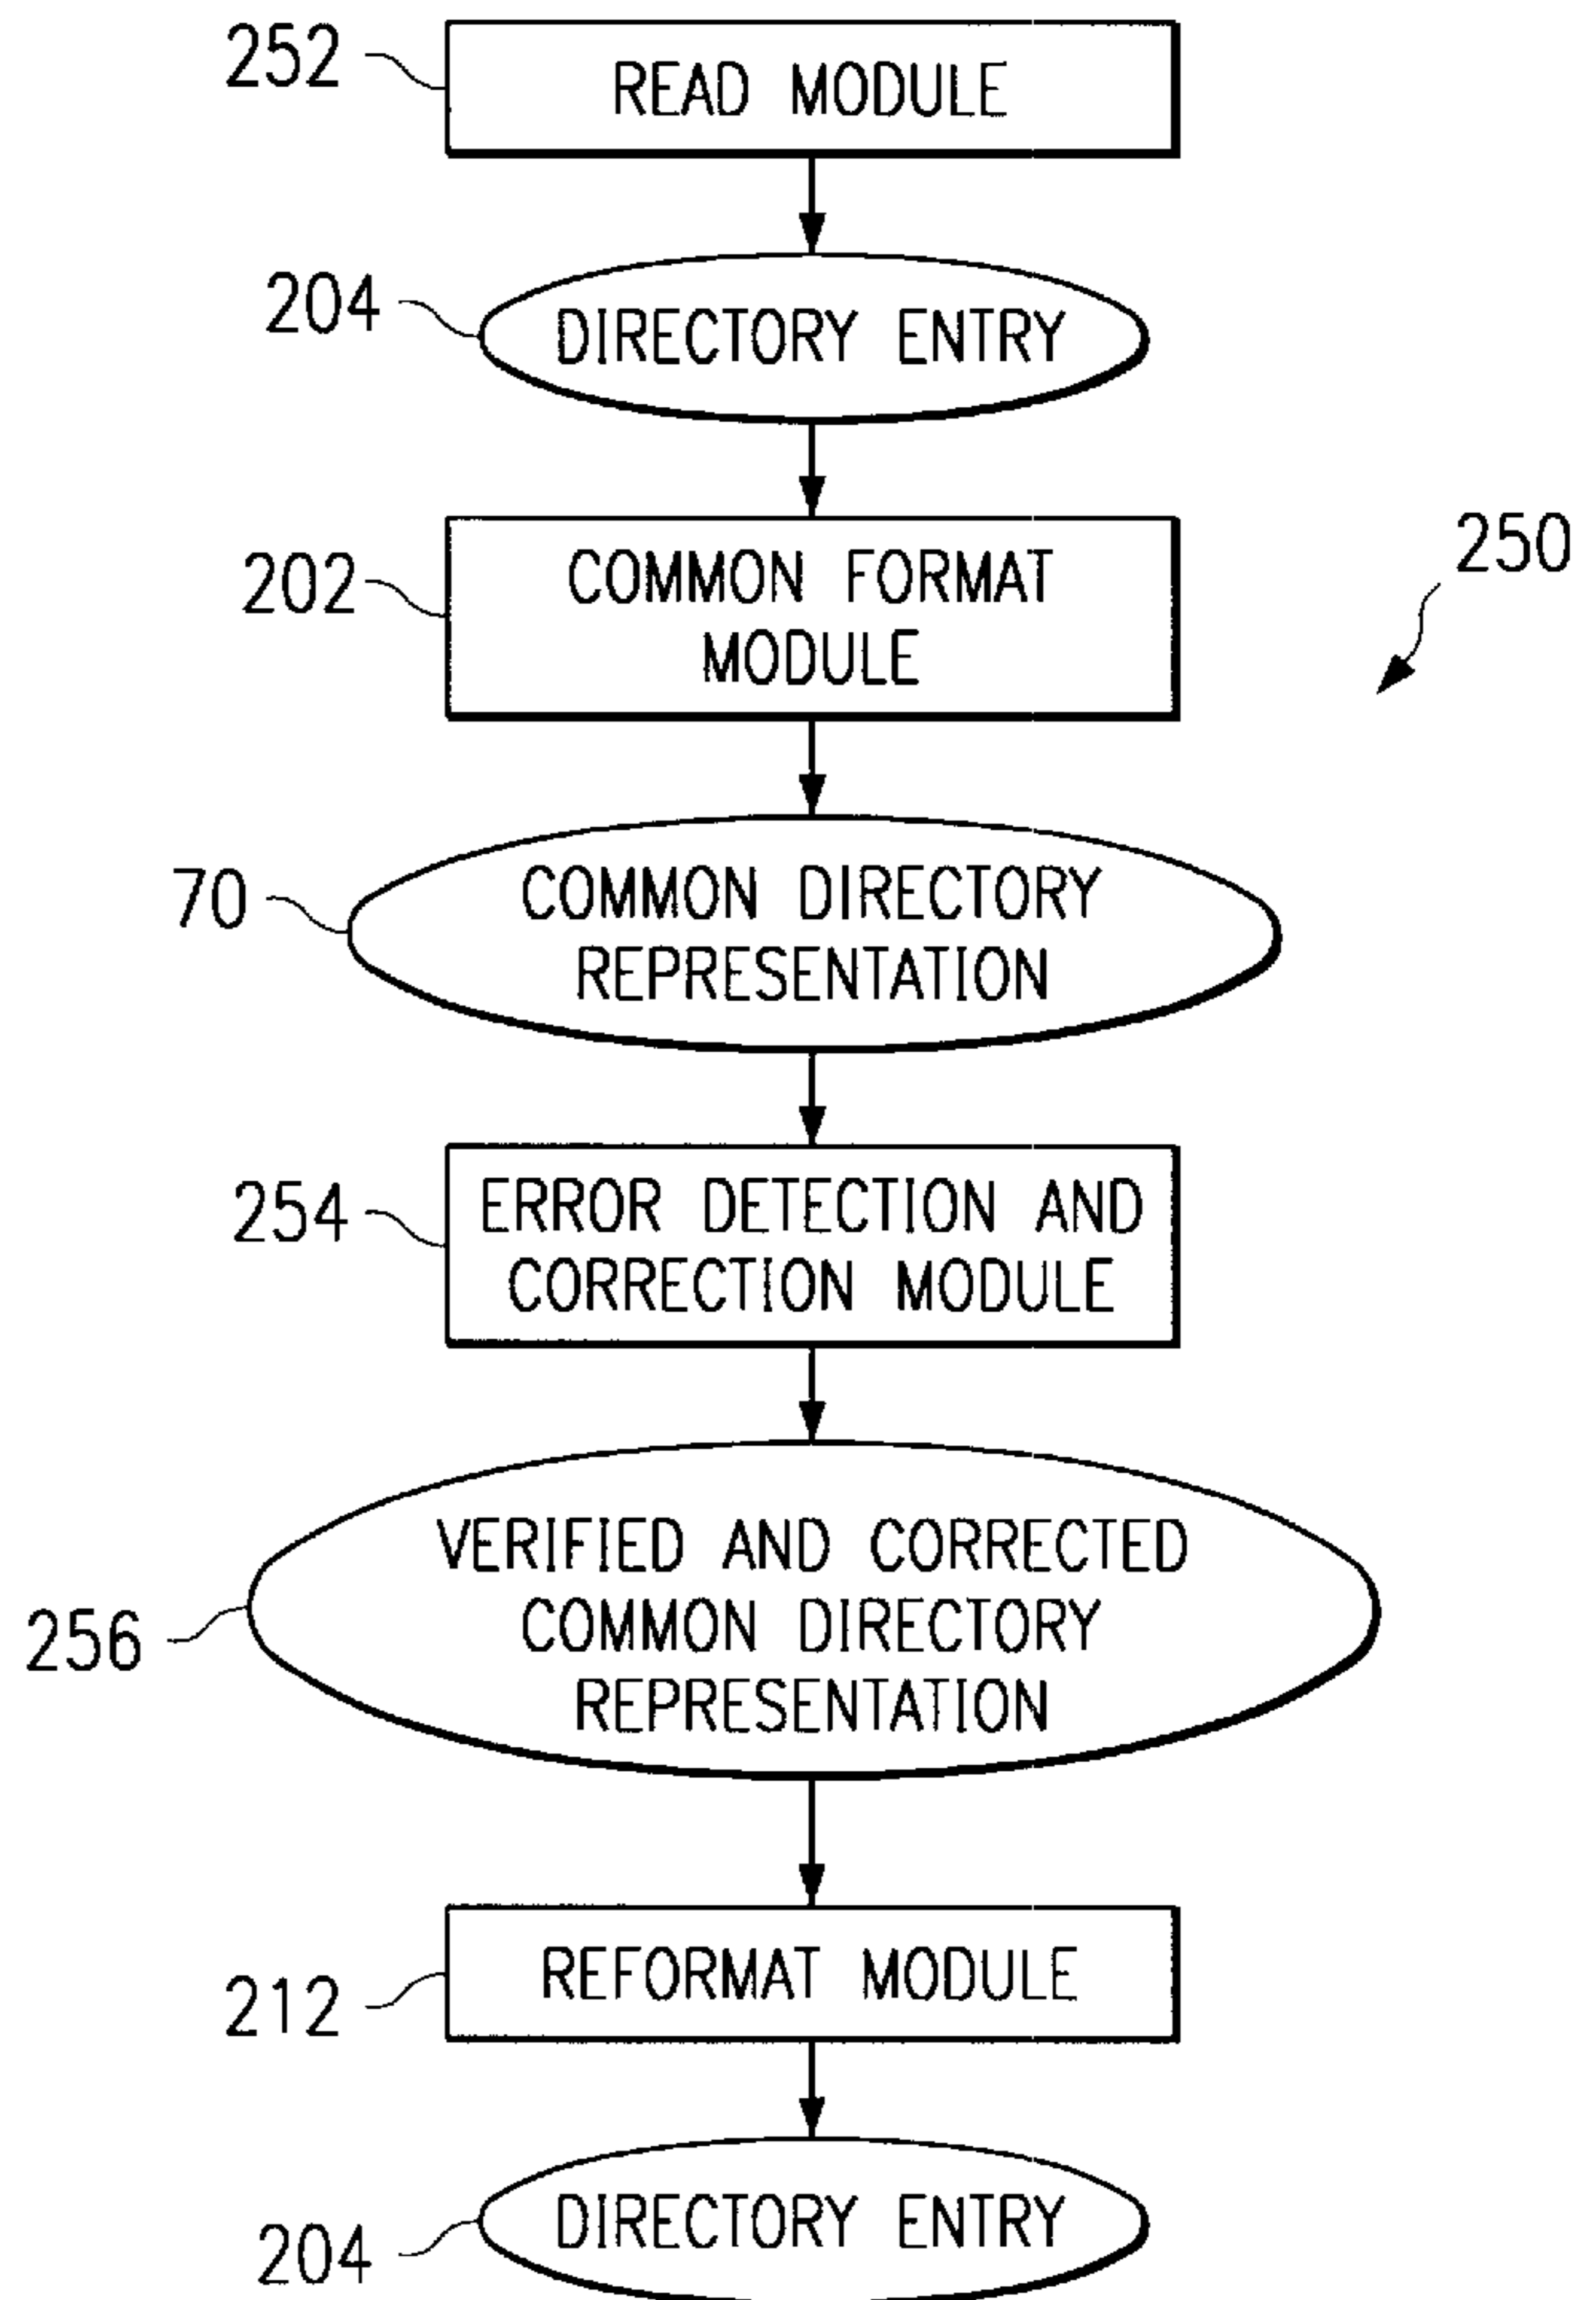 252
READ MODULE
204
DIRECTORY ENTRY
202
COMMON FORMAT
MODULE
250
70
COMMON DIRECTORY
REPRESENTATION
254
ERROR DETECTION AND
CORRECTION MODULE
256
VERIFIED AND CORRECTED
COMMON DIRECTORY
REPRESENTATION
212
REFORMAT MODULE
204
DIRECTORY ENTRY